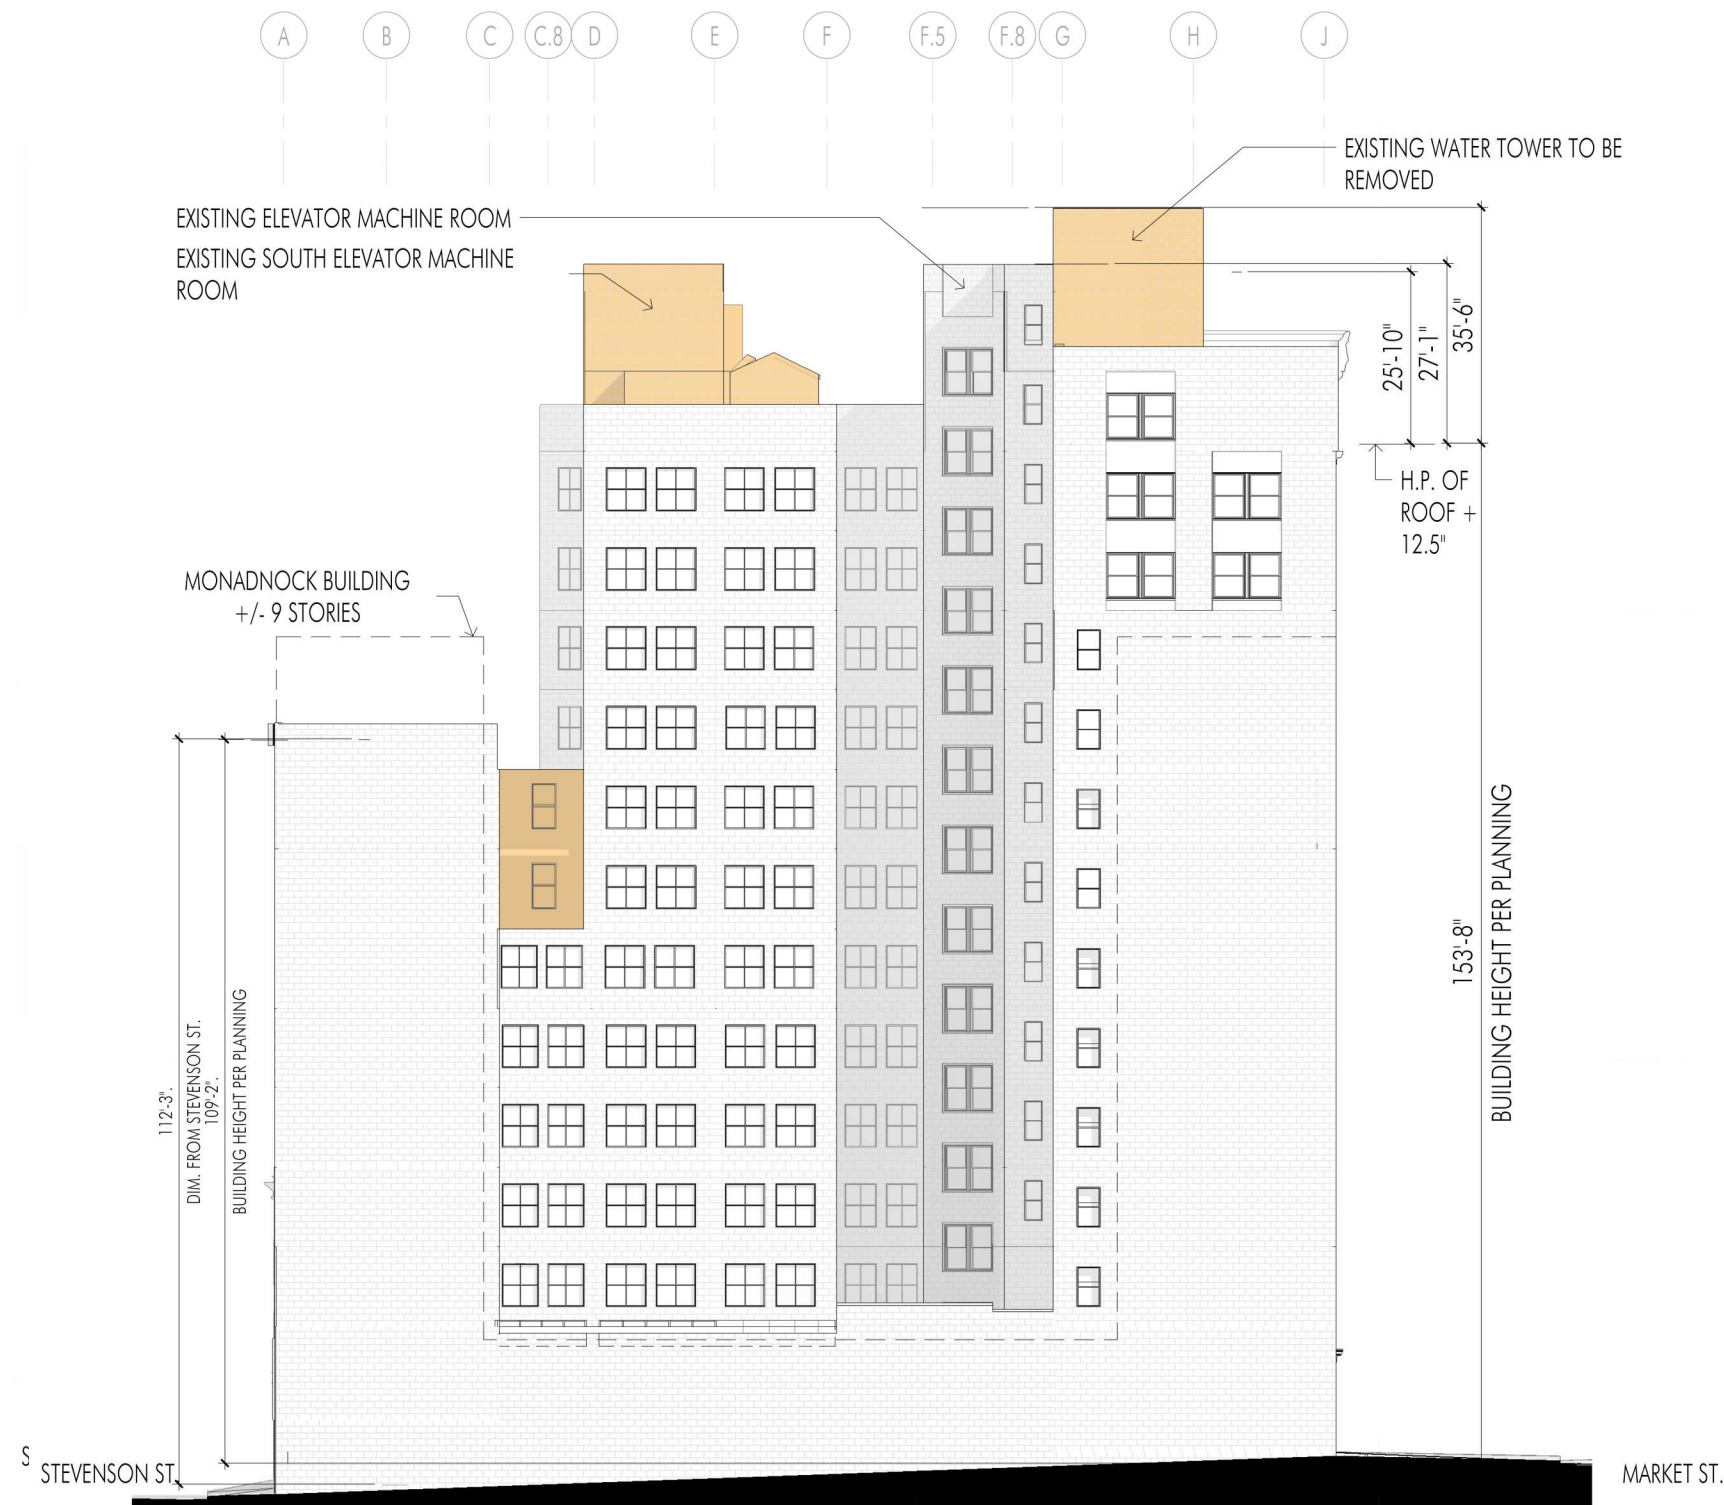 A B C C.8 D E F F.5 F.8 G H J
EXISTING WATER TOWER TO BE
REMOVED
EXISTING ELEVATOR MACHINE ROOM
EXISTING SOUTH ELEVATOR MACHINE
ROOM
25'-10"
27'-1"
35'-6"
H.P. OF
ROOF +
12.5"
MONADNOCK BUILDING
+/- 9 STORIES
112'-3".
DIM. FROM STEVENSON ST.
109'-2".
BUILDING HEIGHT PER PLANNING
153'-8"
BUILDING HEIGHT PER PLANNING
S
STEVENSON ST.
MARKET ST.